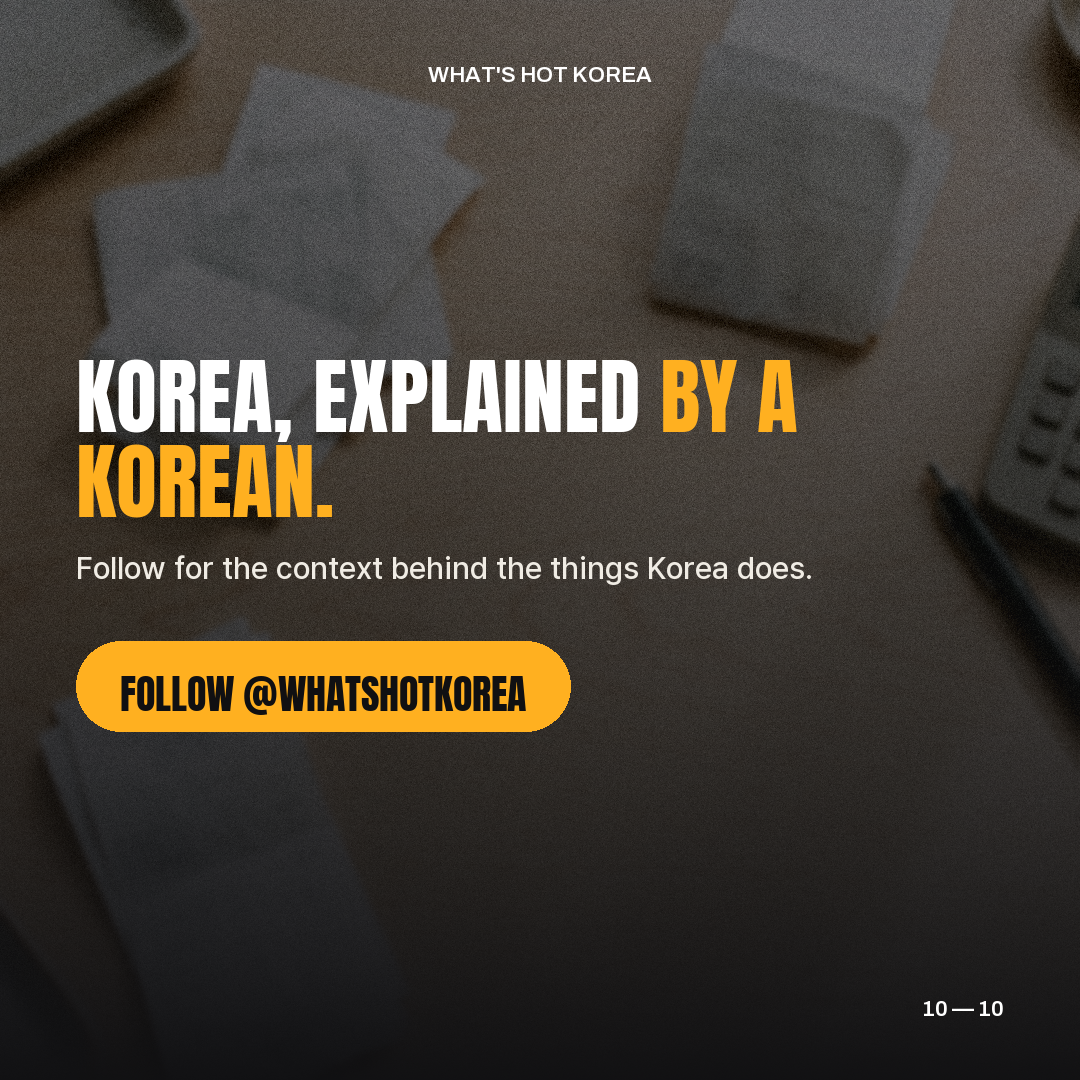 WHAT'S HOT KOREA
KOREA, EXPLAINED BY A
KOREAN.
Follow for the context behind the things Korea does.
FOLLOW @WHATSHOTKOREA
10 — 10